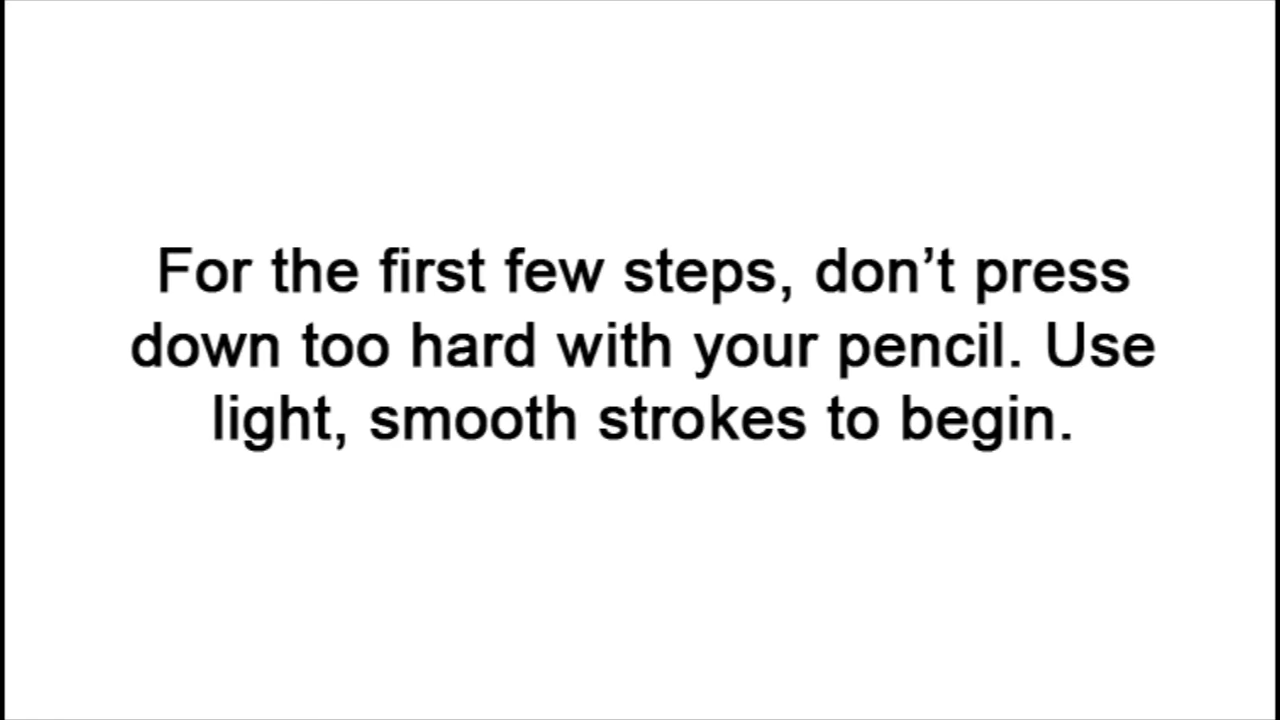 For the first few steps, don’t press
down too hard with your pencil. Use
light, smooth strokes to begin.